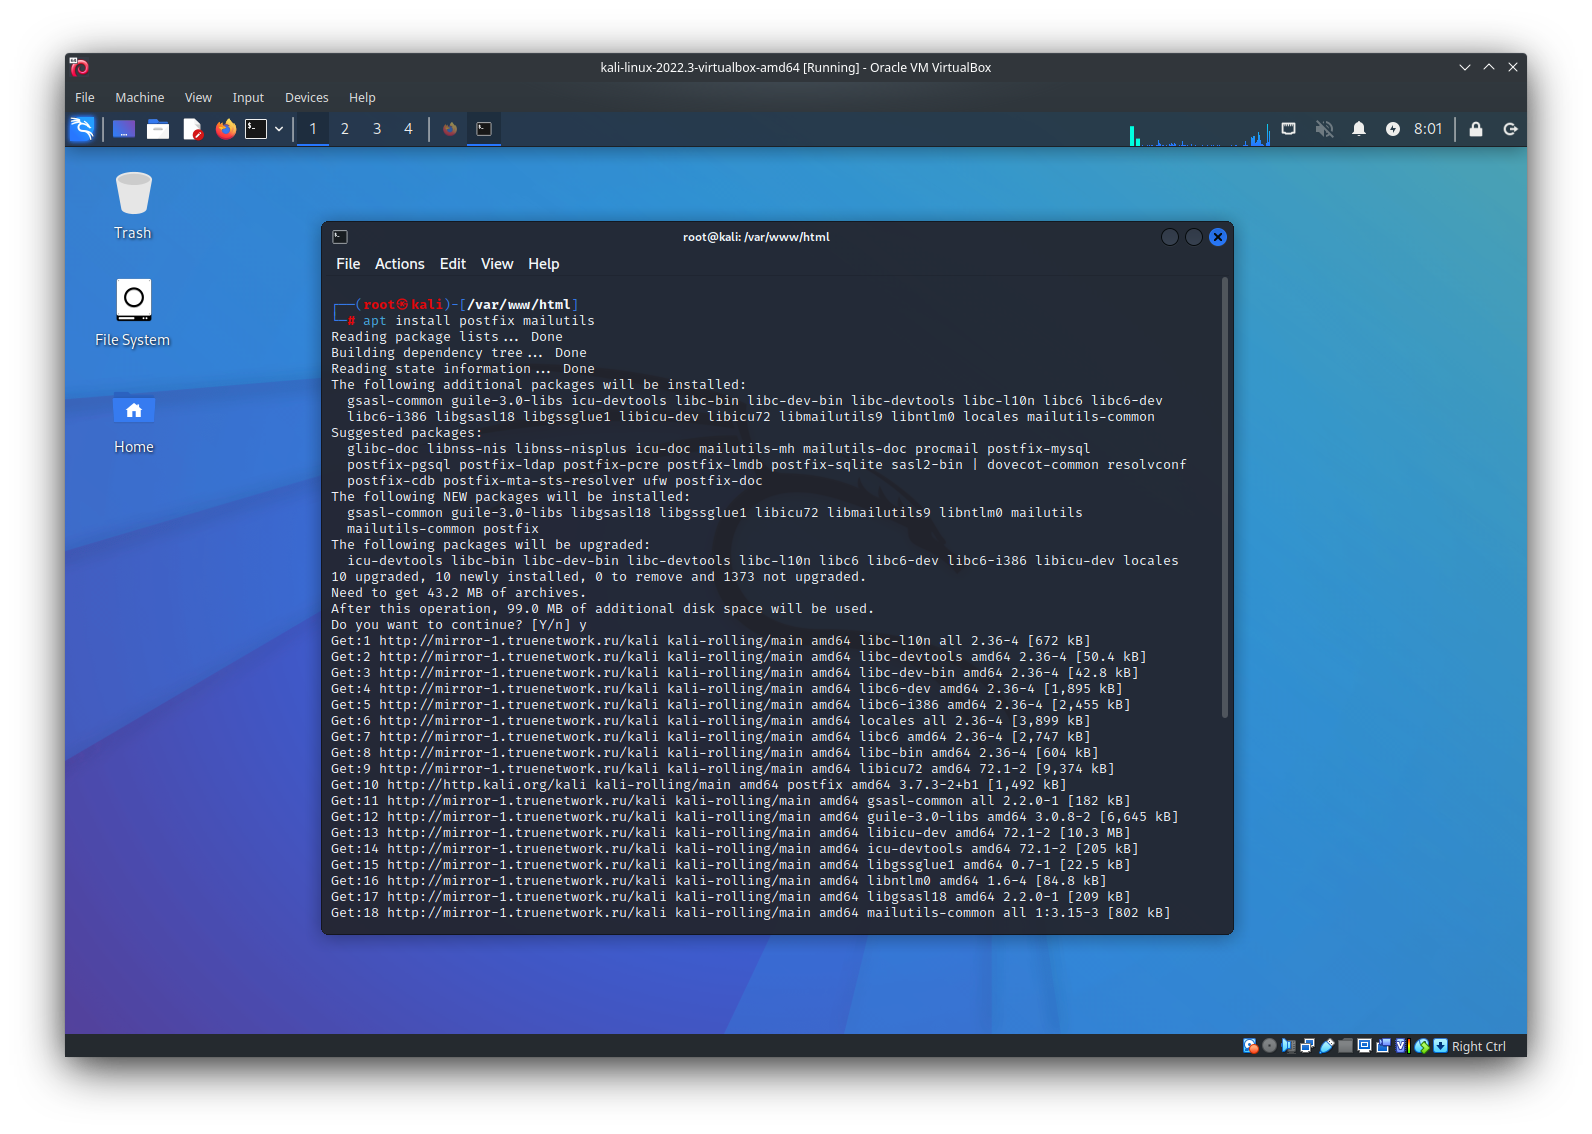 kali-linux-2022.3-virtualbox-amd64 [Running] - Oracle VM VirtualBox
File Machine View Input Devices Help
1 2 3 4 8:01
Trash
File System
Home
root@kali: /var/www/html
File Actions Edit View Help
┌──(root㉿kali)-[/var/www/html]
└─# apt install postfix mailutils
Reading package lists... Done
Building dependency tree... Done
Reading state information... Done
The following additional packages will be installed:
gsasl-common guile-3.0-libs icu-devtools libc-bin libc-dev-bin libc-devtools libc-l10n libc6 libc6-dev
libc6-i386 libgsasl18 libgssglue1 libicu-dev libicu72 libmailutils9 libntlm0 locales mailutils-common
Suggested packages:
glibc-doc libnss-nis libnss-nisplus icu-doc mailutils-mh mailutils-doc procmail postfix-mysql
postfix-pgsql postfix-ldap postfix-pcre postfix-lmdb postfix-sqlite sasl2-bin | dovecot-common resolvconf
postfix-cdb postfix-mta-sts-resolver ufw postfix-doc
The following NEW packages will be installed:
gsasl-common guile-3.0-libs libgsasl18 libgssglue1 libicu72 libmailutils9 libntlm0 mailutils
mailutils-common postfix
The following packages will be upgraded:
icu-devtools libc-bin libc-dev-bin libc-devtools libc-l10n libc6 libc6-dev libc6-i386 libicu-dev locales
10 upgraded, 10 newly installed, 0 to remove and 1373 not upgraded.
Need to get 43.2 MB of archives.
After this operation, 99.0 MB of additional disk space will be used.
Do you want to continue? [Y/n] y
Get:1 http://mirror-1.truenetwork.ru/kali kali-rolling/main amd64 libc-l10n all 2.36-4 [672 kB]
Get:2 http://mirror-1.truenetwork.ru/kali kali-rolling/main amd64 libc-devtools amd64 2.36-4 [50.4 kB]
Get:3 http://mirror-1.truenetwork.ru/kali kali-rolling/main amd64 libc-dev-bin amd64 2.36-4 [42.8 kB]
Get:4 http://mirror-1.truenetwork.ru/kali kali-rolling/main amd64 libc6-dev amd64 2.36-4 [1,895 kB]
Get:5 http://mirror-1.truenetwork.ru/kali kali-rolling/main amd64 libc6-i386 amd64 2.36-4 [2,455 kB]
Get:6 http://mirror-1.truenetwork.ru/kali kali-rolling/main amd64 locales all 2.36-4 [3,899 kB]
Get:7 http://mirror-1.truenetwork.ru/kali kali-rolling/main amd64 libc6 amd64 2.36-4 [2,747 kB]
Get:8 http://mirror-1.truenetwork.ru/kali kali-rolling/main amd64 libc-bin amd64 2.36-4 [604 kB]
Get:9 http://mirror-1.truenetwork.ru/kali kali-rolling/main amd64 libicu72 amd64 72.1-2 [9,374 kB]
Get:10 http://http.kali.org/kali kali-rolling/main amd64 postfix amd64 3.7.3-2+b1 [1,492 kB]
Get:11 http://mirror-1.truenetwork.ru/kali kali-rolling/main amd64 gsasl-common all 2.2.0-1 [182 kB]
Get:12 http://mirror-1.truenetwork.ru/kali kali-rolling/main amd64 guile-3.0-libs amd64 3.0.8-2 [6,645 kB]
Get:13 http://mirror-1.truenetwork.ru/kali kali-rolling/main amd64 libicu-dev amd64 72.1-2 [10.3 MB]
Get:14 http://mirror-1.truenetwork.ru/kali kali-rolling/main amd64 icu-devtools amd64 72.1-2 [205 kB]
Get:15 http://mirror-1.truenetwork.ru/kali kali-rolling/main amd64 libgssglue1 amd64 0.7-1 [22.5 kB]
Get:16 http://mirror-1.truenetwork.ru/kali kali-rolling/main amd64 libntlm0 amd64 1.6-4 [84.8 kB]
Get:17 http://mirror-1.truenetwork.ru/kali kali-rolling/main amd64 libgsasl18 amd64 2.2.0-1 [209 kB]
Get:18 http://mirror-1.truenetwork.ru/kali kali-rolling/main amd64 mailutils-common all 1:3.15-3 [802 kB]
Right Ctrl